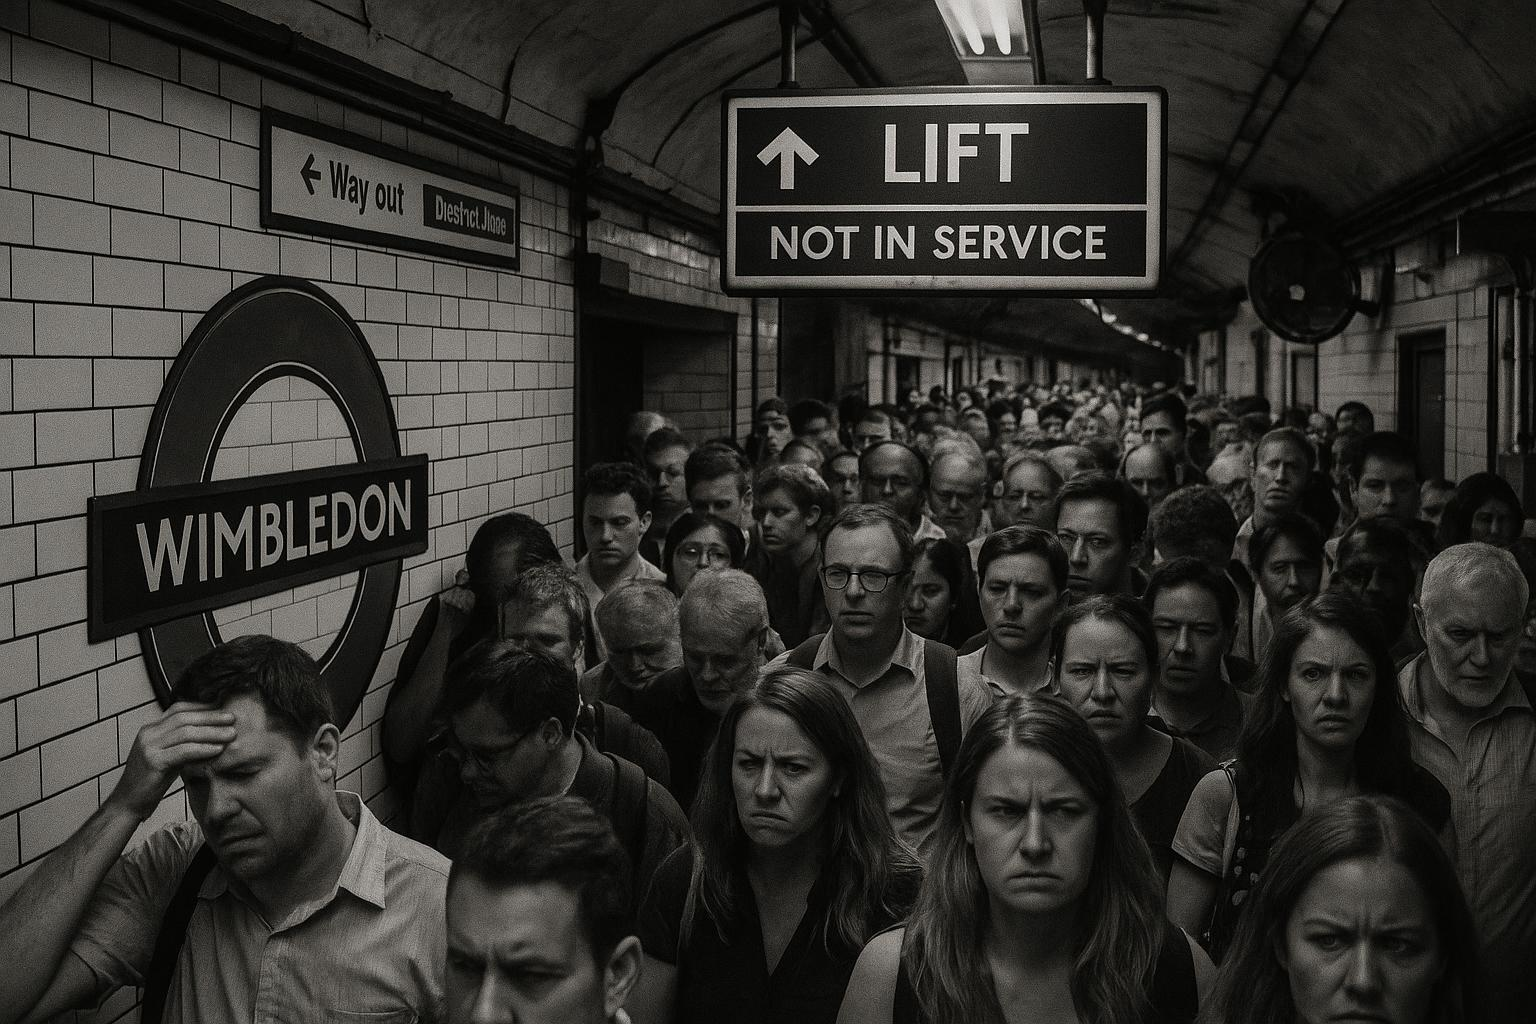 Way out
LIFT
NOT IN SERVICE
WIMBLEDON